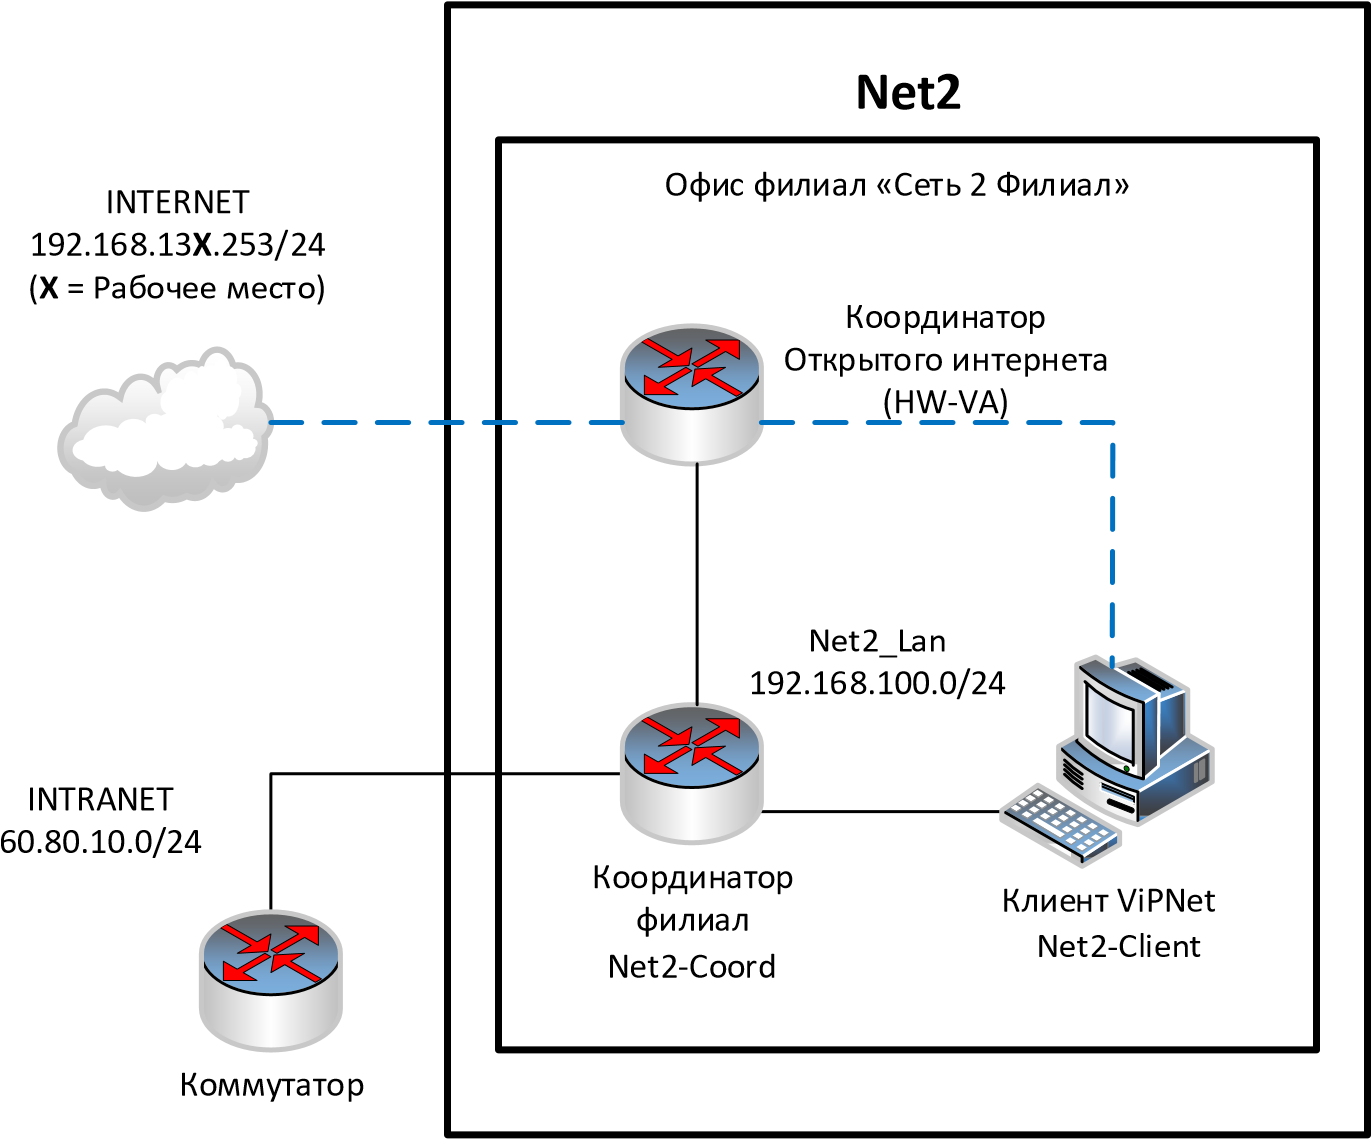 Net2
Офис филиал «Сеть 2 Филиал»
INTERNET
192.168.13X.253/24
(X = Рабочее место)
Координатор
Открытого интернета
(HW-VA)
Net2_Lan
192.168.100.0/24
INTRANET
60.80.10.0/24
Координатор
филиал
Net2-Coord
Клиент ViPNet
Net2-Client
Коммутатор